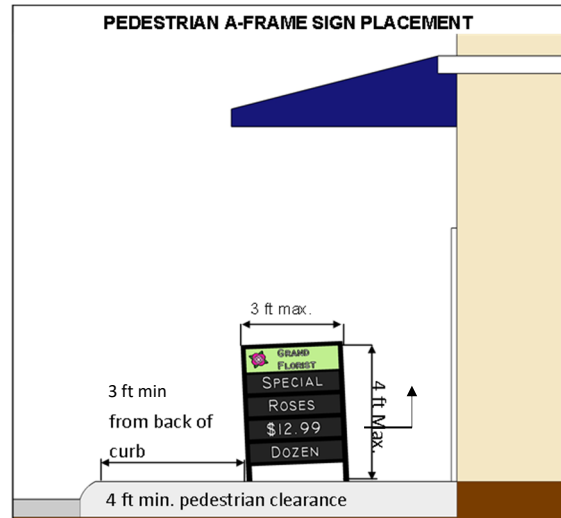 PEDESTRIAN A-FRAME SIGN PLACEMENT
3 ft max.
GRAND
FLORIST
SPECIAL
ROSES
$12.99
DOZEN
4 ft Max.
3 ft min
from back of
curb
4 ft min. pedestrian clearance